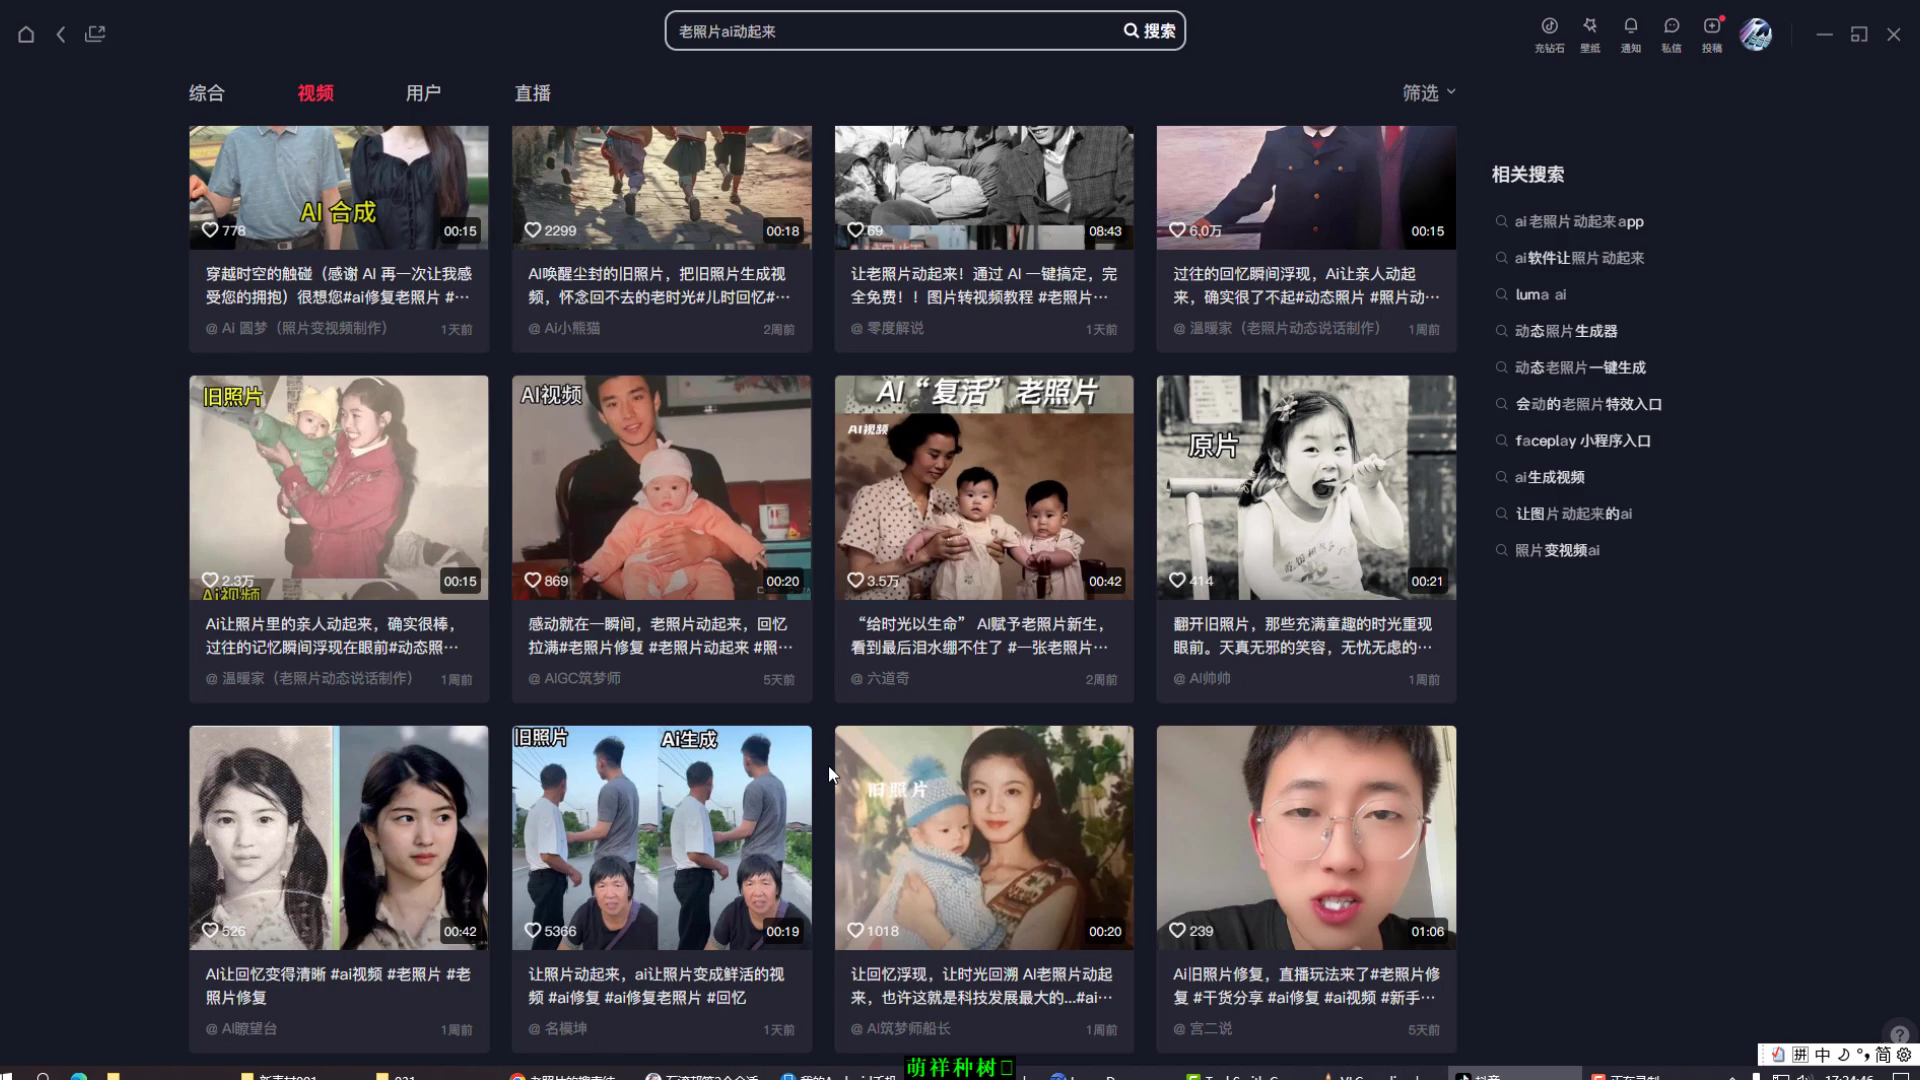 老照片ai动起来
搜索
充钻石
壁纸
通知
私信
投稿
综合
视频
用户
直播
筛选
AI 合成
778
00:15
2299
00:18
69
08:43
6.0万
00:15
穿越时空的触碰（感谢 AI 再一次让我感
受您的拥抱）很想您#ai修复老照片 #…
@ Ai 圆梦（照片变视频制作）
1天前
AI唤醒尘封的旧照片，把旧照片生成视
频，怀念回不去的老时光#儿时回忆#…
@ Ai小熊猫
2周前
让老照片动起来！通过 AI 一键搞定，完
全免费！！图片转视频教程 #老照片…
@ 零度解说
1天前
过往的回忆瞬间浮现，Ai让亲人动起
来，确实很了不起#动态照片 #照片动…
@ 温暖家（老照片动态说话制作）
1周前
旧照片
2.3万
00:15
Ai视频
AI视频
869
00:20
AI“复活”老照片
AI视频
3.5万
00:42
原片
414
00:21
Ai让照片里的亲人动起来，确实很棒，
过往的记忆瞬间浮现在眼前#动态照…
@ 温暖家（老照片动态说话制作）
1周前
感动就在一瞬间，老照片动起来，回忆
拉满#老照片修复 #老照片动起来 #照…
@ AIGC筑梦师
5天前
“给时光以生命” AI赋予老照片新生，
看到最后泪水绷不住了 #一张老照片…
@ 六道奇
2周前
翻开旧照片，那些充满童趣的时光重现
眼前。天真无邪的笑容，无忧无虑的…
@ AI帅帅
1周前
526
00:42
旧照片
Ai生成
5366
00:19
旧照片
1018
00:20
239
01:06
AI让回忆变得清晰 #ai视频 #老照片 #老
照片修复
@ AI瞭望台
1周前
让照片动起来，ai让照片变成鲜活的视
频 #ai修复 #ai修复老照片 #回忆
@ 名模坤
1天前
让回忆浮现，让时光回溯 AI老照片动起
来，也许这就是科技发展最大的...#ai…
@ AI筑梦师船长
1周前
Ai旧照片修复，直播玩法来了#老照片修
复 #干货分享 #ai修复 #ai视频 #新手…
@ 宫二说
5天前
相关搜索
ai老照片动起来app
ai软件让照片动起来
luma ai
动态照片生成器
动态老照片一键生成
会动的老照片特效入口
faceplay 小程序入口
ai生成视频
让图片动起来的ai
照片变视频ai
萌祥种树
拼 中 简